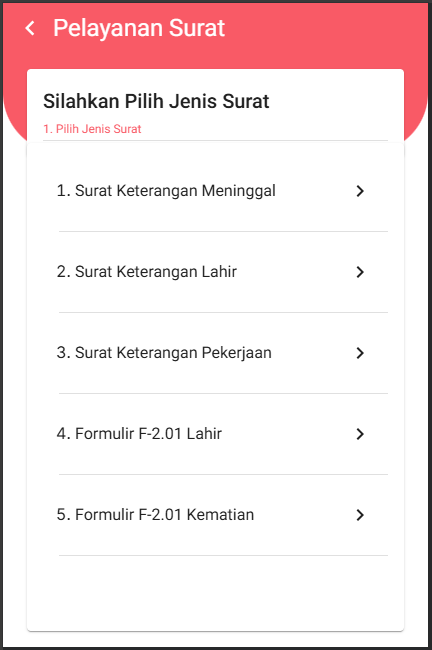 Pelayanan Surat
Silahkan Pilih Jenis Surat
1. Pilih Jenis Surat
1. Surat Keterangan Meninggal
2. Surat Keterangan Lahir
3. Surat Keterangan Pekerjaan
4. Formulir F-2.01 Lahir
5. Formulir F-2.01 Kematian